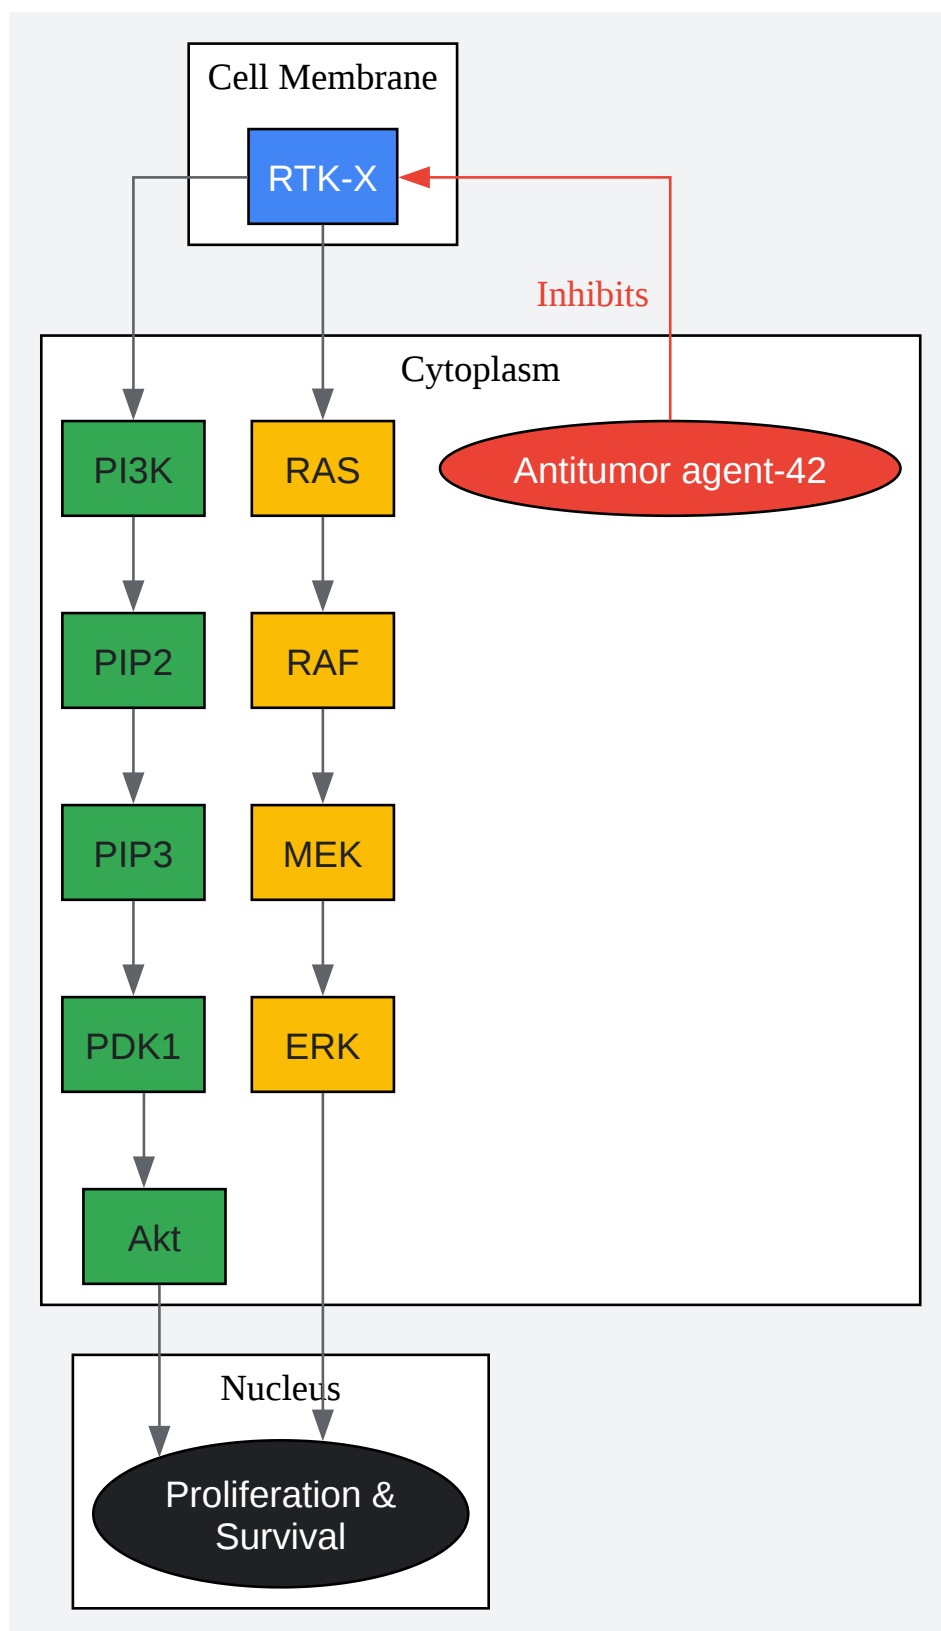 Cell Membrane
RTK-X
Inhibits
Cytoplasm
PI3K
RAS
Antitumor agent-42
PIP2
RAF
PIP3
MEK
PDK1
ERK
Akt
Nucleus
Proliferation &
Survival